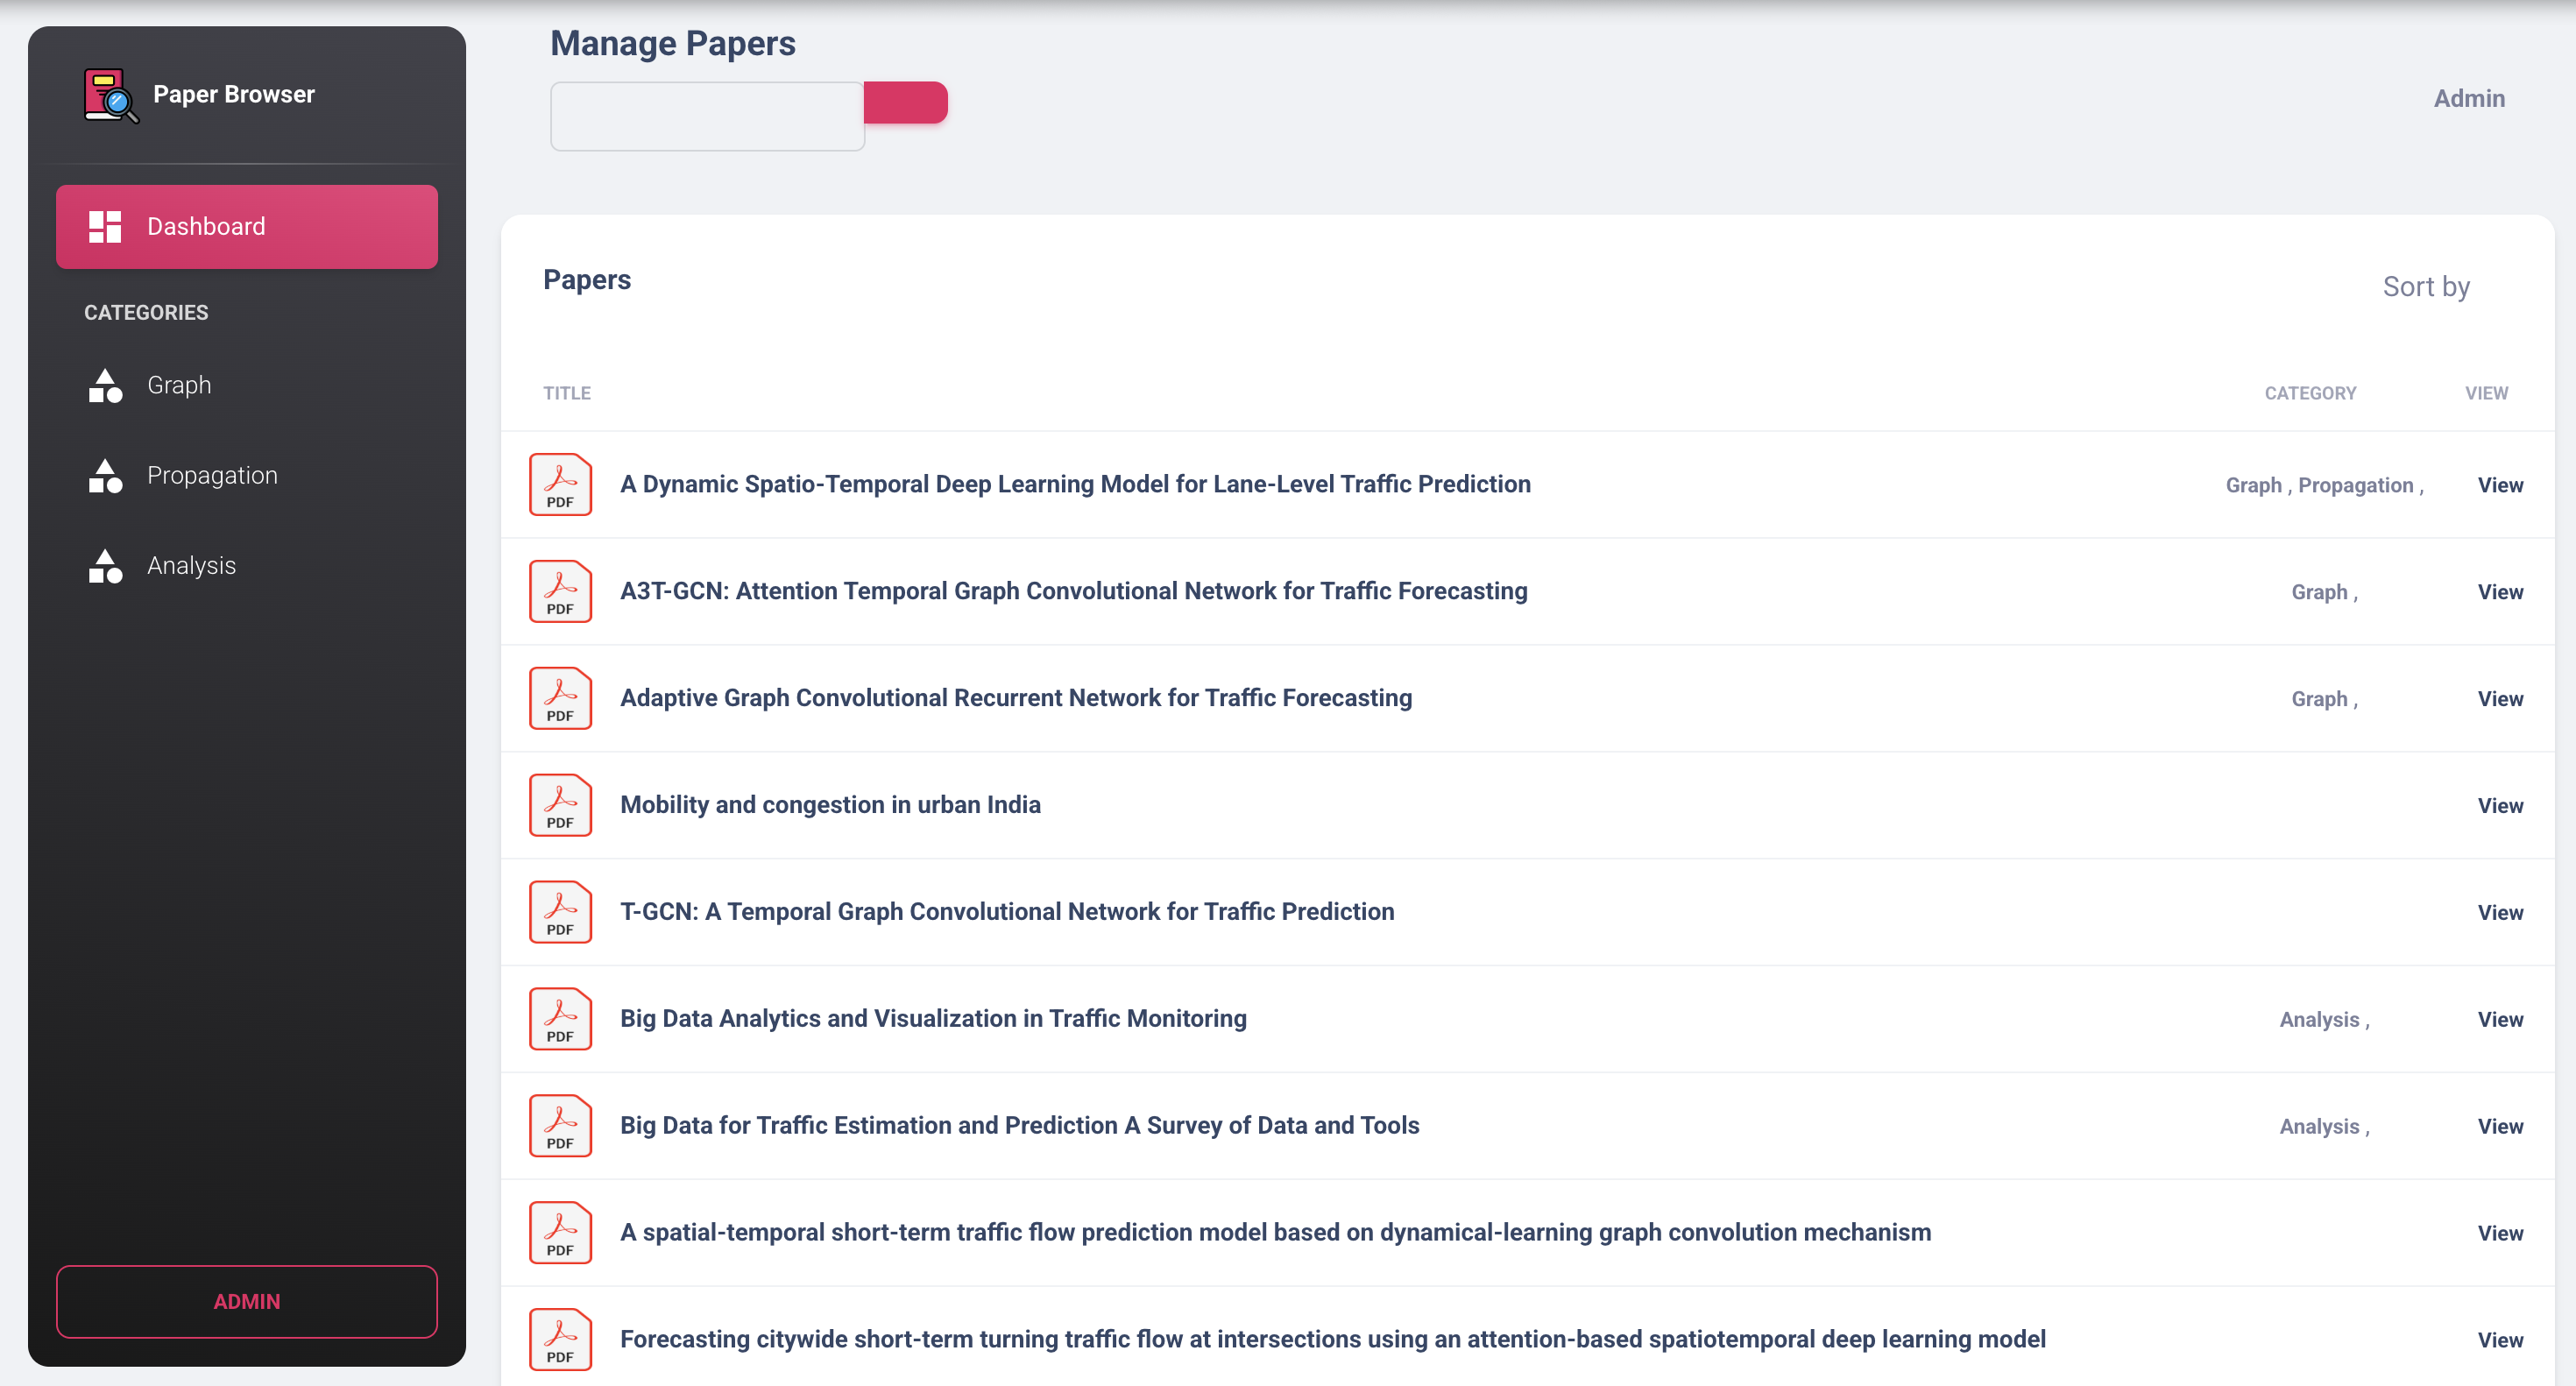 Paper Browser
Dashboard
CATEGORIES
Graph
Propagation
Analysis
ADMIN
Manage Papers
Admin
Papers
Sort by
TITLE CATEGORY VIEW
PDF A Dynamic Spatio-Temporal Deep Learning Model for Lane-Level Traffic Prediction Graph , Propagation , View
PDF A3T-GCN: Attention Temporal Graph Convolutional Network for Traffic Forecasting Graph , View
PDF Adaptive Graph Convolutional Recurrent Network for Traffic Forecasting Graph , View
PDF Mobility and congestion in urban India View
PDF T-GCN: A Temporal Graph Convolutional Network for Traffic Prediction View
PDF Big Data Analytics and Visualization in Traffic Monitoring Analysis , View
PDF Big Data for Traffic Estimation and Prediction A Survey of Data and Tools Analysis , View
PDF A spatial-temporal short-term traffic flow prediction model based on dynamical-learning graph convolution mechanism View
PDF Forecasting citywide short-term turning traffic flow at intersections using an attention-based spatiotemporal deep learning model View